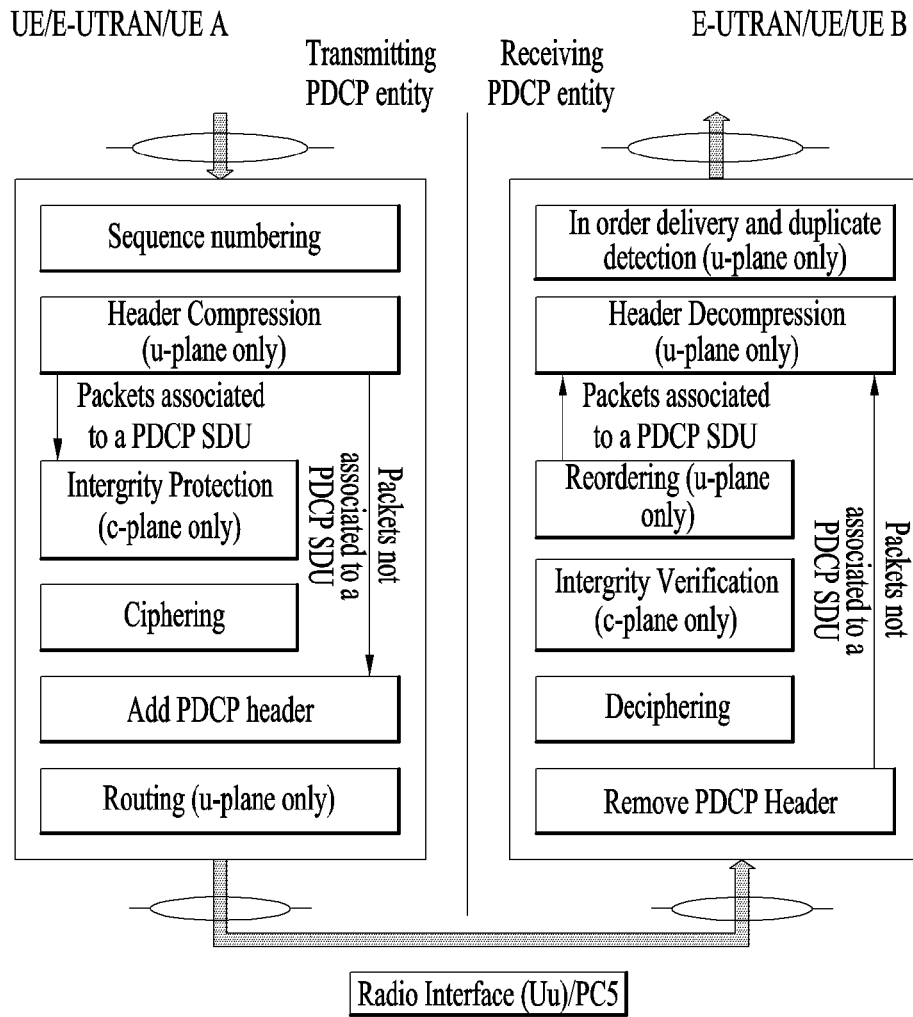 UE/E-UTRAN/UE A
E-UTRAN/UE/UE B
Transmitting
PDCP entity
Receiving
PDCP entity
Sequence numbering
Header Compression
(u-plane only)
Packets associated
to a PDCP SDU
Packets not
associated to a
PDCP SDU
Intergrity Protection
(c-plane only)
Ciphering
Add PDCP header
Routing (u-plane only)
In order delivery and duplicate
detection (u-plane only)
Header Decompression
(u-plane only)
Packets associated
to a PDCP SDU
Packets not
associated to a
PDCP SDU
Reordering (u-plane
only)
Intergrity Verification
(c-plane only)
Deciphering
Remove PDCP Header
Radio Interface (Uu)/PC5